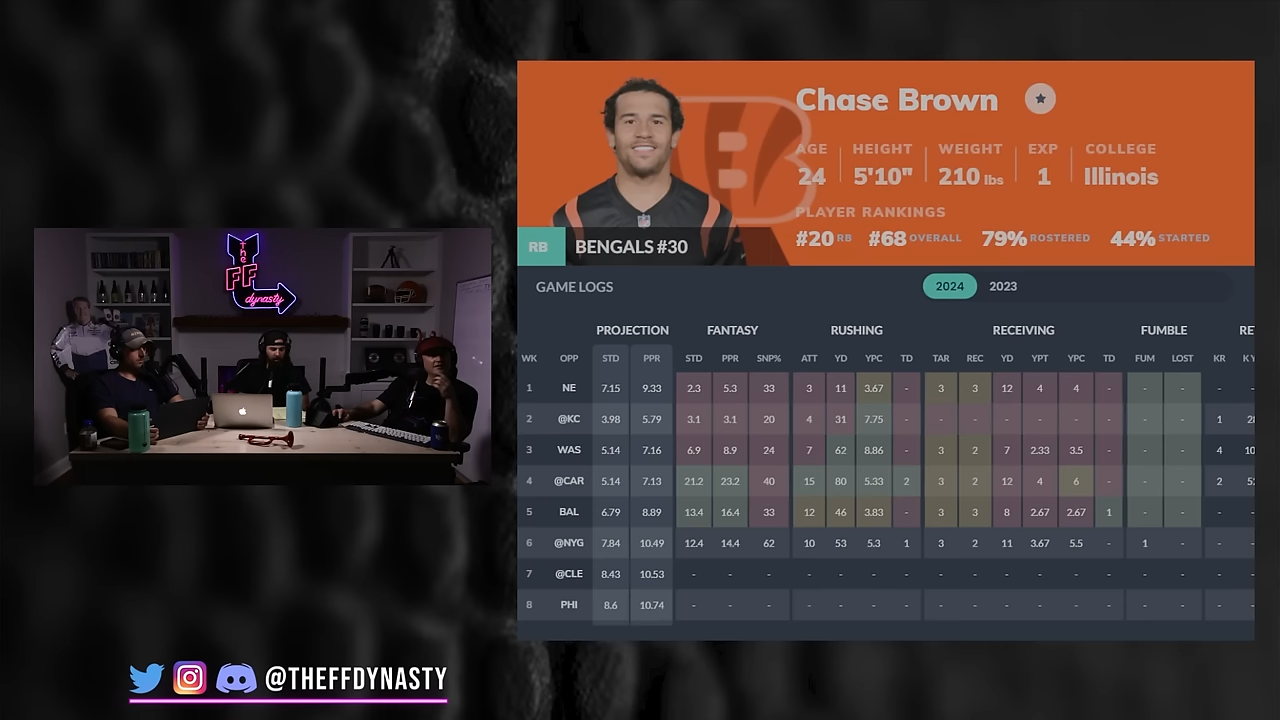 The
FF
dynasty
@THEFFDYNASTY
Chase Brown
AGE HEIGHT WEIGHT EXP COLLEGE
24 5'10" 210 lbs 1 Illinois
PLAYER RANKINGS
#20 RB #68 OVERALL 79% ROSTERED 44% STARTED
RB BENGALS #30
GAME LOGS 2024 2023
PROJECTION FANTASY RUSHING RECEIVING FUMBLE RE
WK OPP STD PPR STD PPR SNP% ATT YD YPC TD TAR REC YD YPT YPC TD FUM LOST KR K Y
1 NE 7.15 9.33 2.3 5.3 33 3 11 3.67 - 3 3 12 4 4 - - - - -
2 @KC 3.98 5.79 3.1 3.1 20 4 31 7.75 - - - - - - - - - 1 2
3 WAS 5.14 7.16 6.9 8.9 24 7 62 8.86 - 3 2 7 2.33 3.5 - - - 4 10
4 @CAR 5.14 7.13 21.2 23.2 40 15 80 5.33 2 3 2 12 4 6 - - - 2 5
5 BAL 6.79 8.89 13.4 16.4 33 12 46 3.83 - 3 3 8 2.67 2.67 1 - - - -
6 @NYG 7.84 10.49 12.4 14.4 62 10 53 5.3 1 3 2 11 3.67 5.5 - 1 - - -
7 @CLE 8.43 10.53 - - - - - - - - - - - - - - - - -
8 PHI 8.6 10.74 - - - - - - - - - - - - - - - - -